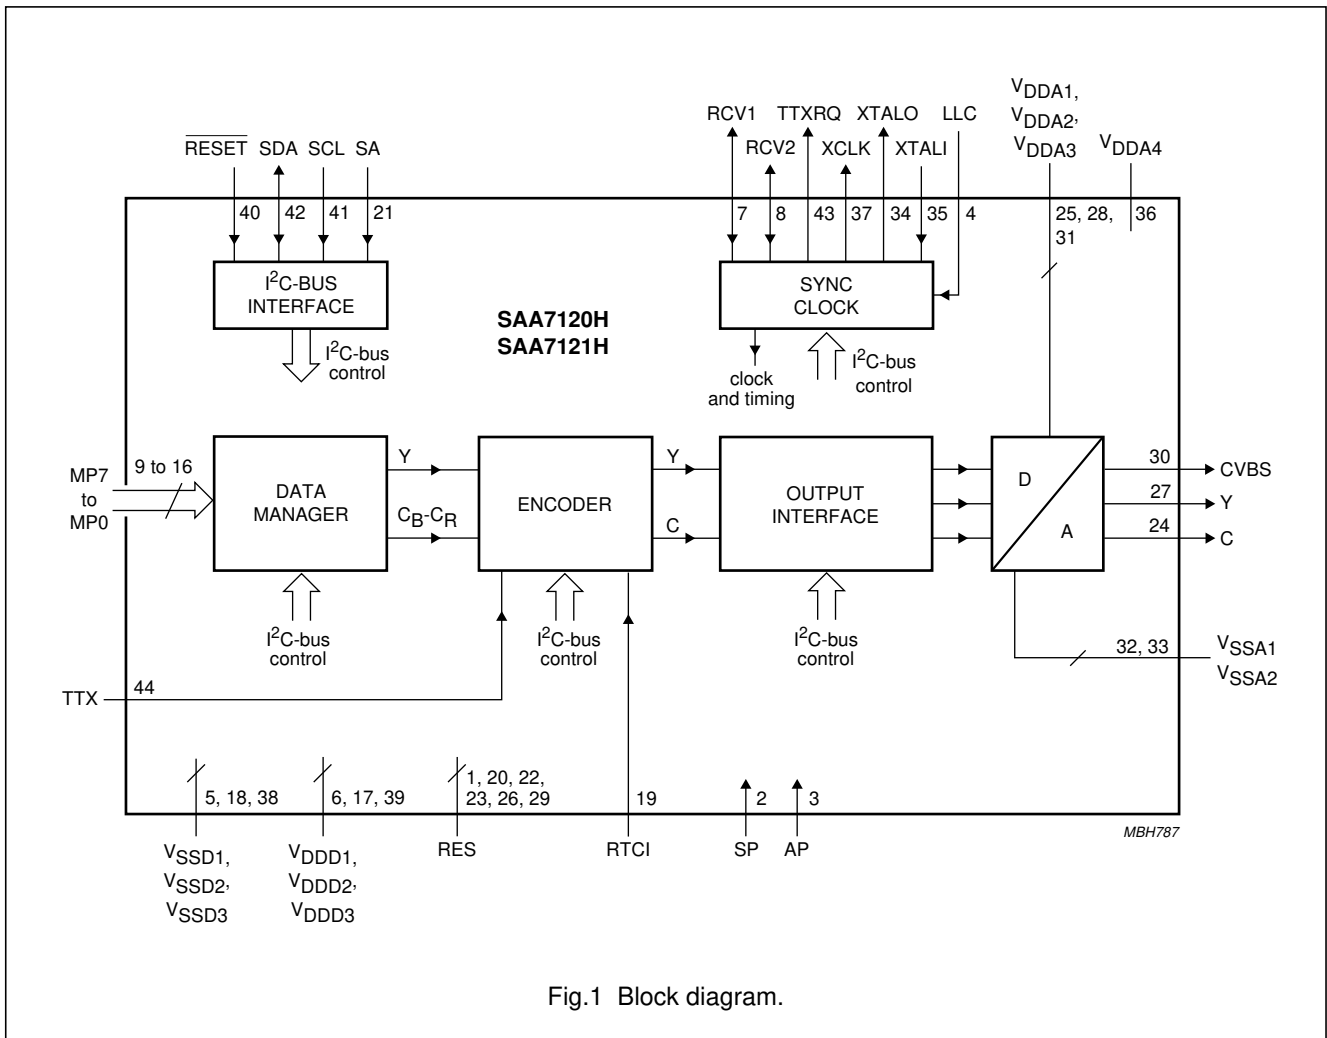 VDDA1,
VDDA2,
VDDA3
VDDA4
RCV1 TTXRQ XTALO LLC
RCV2 XCLK XTALI
RESET SDA SCL SA
40 42 41 21
7 8 43 37 34 35 4
25, 28, 36
31
I2C-BUS
INTERFACE
SYNC
CLOCK
SAA7120H
SAA7121H
I2C-bus
control
clock
and timing
I2C-bus
control
MP7
to
MP0
9 to 16
DATA
MANAGER
Y
CB-CR
ENCODER
Y
C
OUTPUT
INTERFACE
D
A
30 CVBS
27 Y
24 C
I2C-bus
control
I2C-bus
control
I2C-bus
control
32, 33
VSSA1
VSSA2
TTX 44
5, 18, 38
6, 17, 39
1, 20, 22,
23, 26, 29
19
2
3
MBH787
VSSD1,
VSSD2,
VSSD3
VDDD1,
VDDD2,
VDDD3
RES
RTCI
SP
AP
Fig.1 Block diagram.